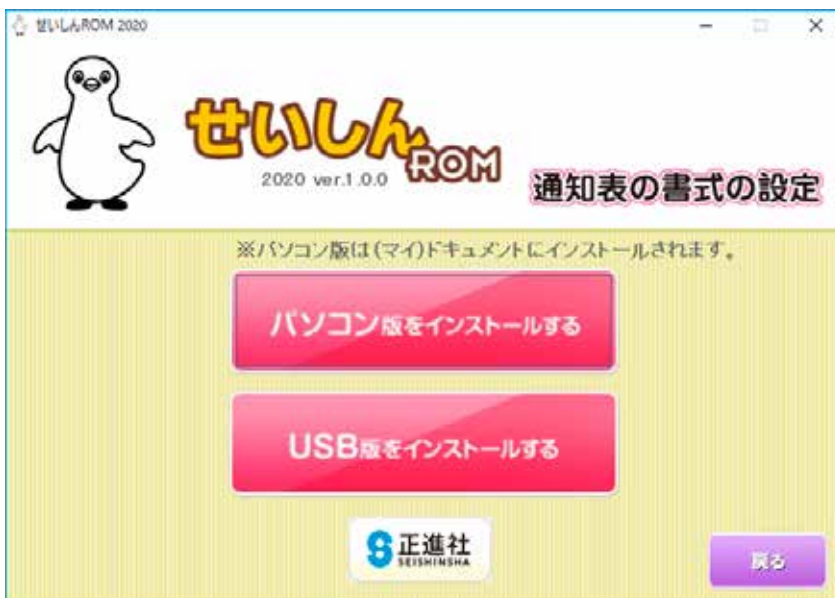 せいしんROM 2020
せいしんROM
2020 ver.1.0.0
通知表の書式の設定
※パソコン版は(マイ)ドキュメントにインストールされます。
パソコン版をインストールする
USB版をインストールする
正進社
SEISHINSHA
戻る